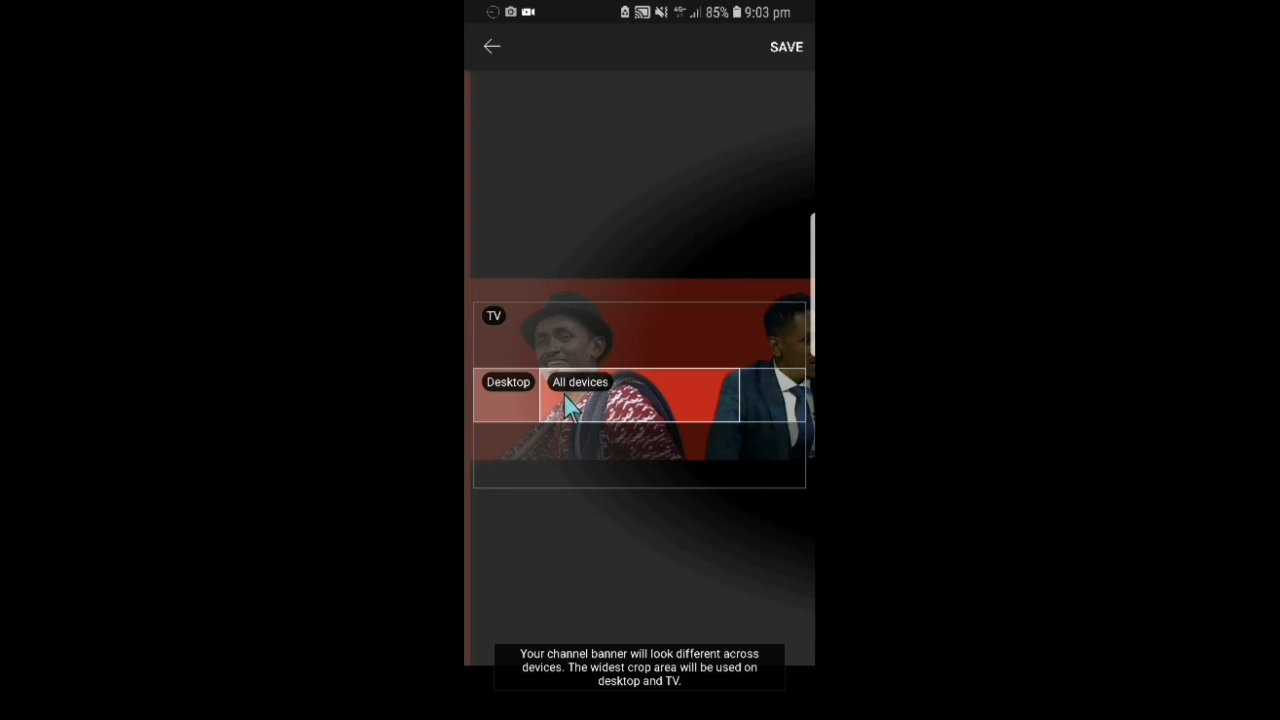 85% 9:03 pm
SAVE
TV
Desktop
All devices
Your channel banner will look different across
devices. The widest crop area will be used on
desktop and TV.